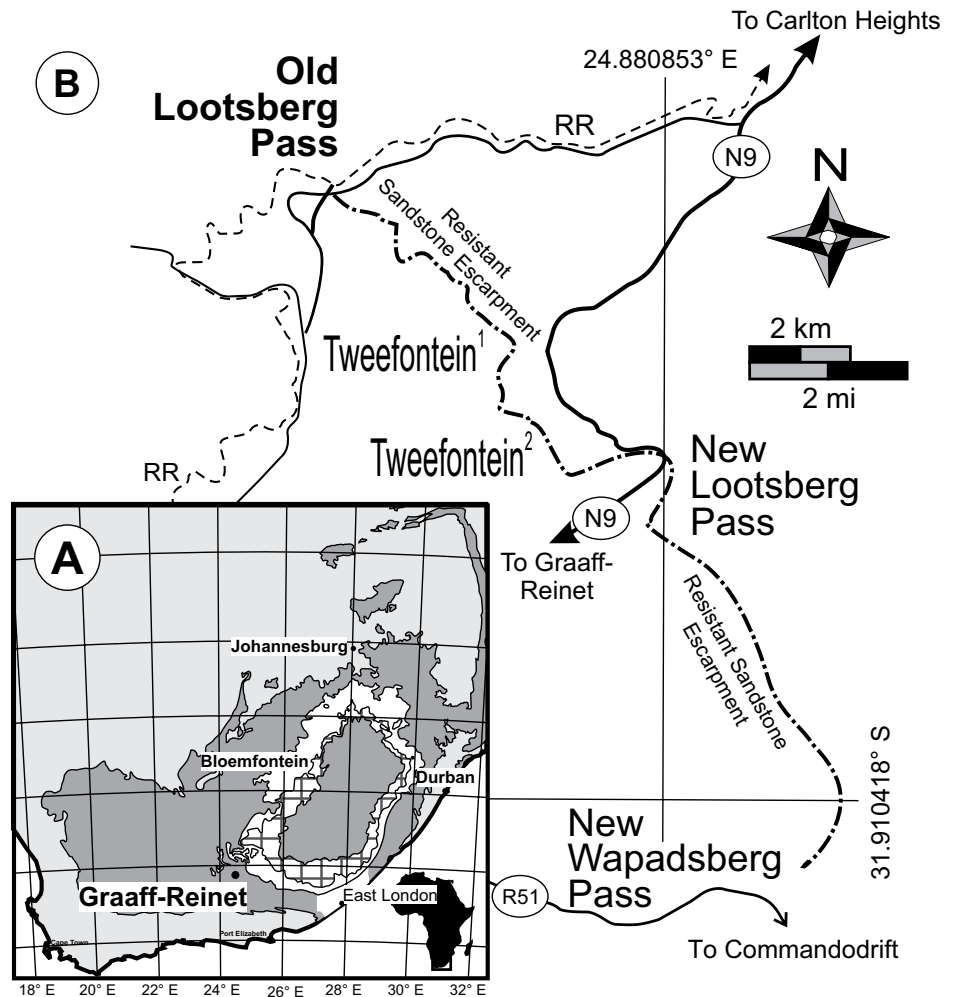 To Carlton Heights
B
24.880853° E
Old
Lootsberg
Pass
RR
N9
N
Resistant
Sandstone Escarpment
2 km
2 mi
Tweefontein1
Tweefontein2
RR
New
Lootsberg
Pass
N9
To Graaff-
Reinet
Resistant Sandstone
Escarpment
31.910418° S
A
Johannesburg
Bloemfontein
Durban
Graaff-Reinet
East London
Port Elizabeth
Cape Town
18° E 20° E 22° E 24° E 26° E 28° E 30° E 32° E
New
Wapadsberg
Pass
R51
To Commandodrift